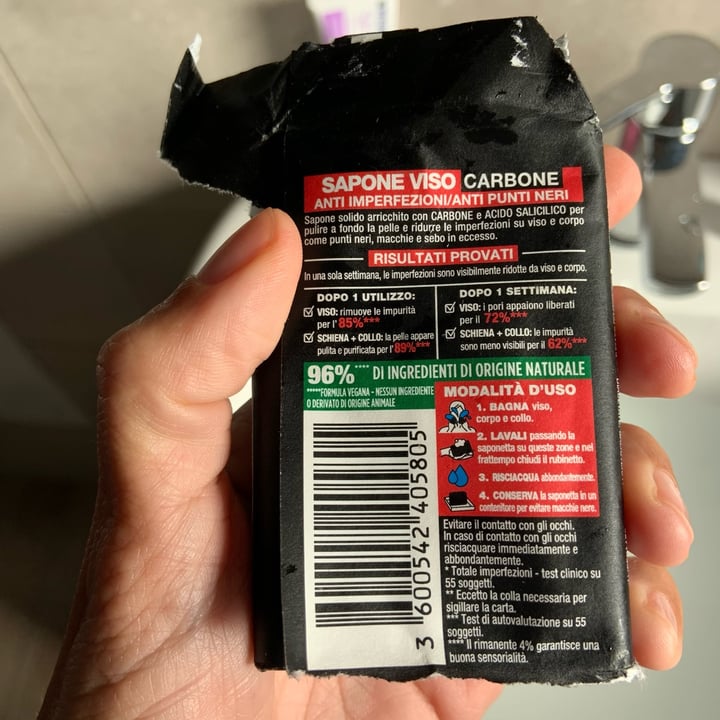 SAPONE VISO CARBONE
ANTI IMPERFEZIONI/ANTI PUNTI NERI
Sapone solido arricchito con CARBONE e ACIDO SALICILICO per
pulire a fondo la pelle e ridurre le imperfezioni su viso e corpo
come punti neri, macchie e sebo in eccesso.
RISULTATI PROVATI
In una sola settimana, le imperfezioni sono visibilmente ridotte da viso e corpo.
DOPO 1 UTILIZZO:
VISO: rimuove le impurità
per l'85%***
SCHIENA + COLLO: la pelle appare
pulita e purificata per l'89%***
DOPO 1 SETTIMANA:
VISO: i pori appaiono liberati
per il 72%***
SCHIENA + COLLO: le impurità
sono meno visibili per il 62%***
96%**** DI INGREDIENTI DI ORIGINE NATURALE
*****FORMULA VEGANA - NESSUN INGREDIENTE
O DERIVATO DI ORIGINE ANIMALE
MODALITÀ D'USO
1. BAGNA viso,
corpo e collo.
2. LAVALI passando la
saponetta su queste zone e nel
frattempo chiudi il rubinetto.
3. RISCIACQUA abbondantemente.
4. CONSERVA la saponetta in un
contenitore per evitare macchie nere.
3 600542 405805
Evitare il contatto con gli occhi.
In caso di contatto con gli occhi
risciacquare immediatamente e
abbondantemente.
* Totale imperfezioni - test clinico su
55 soggetti.
** Eccetto la colla necessaria per
sigillare la carta.
*** Test di autovalutazione su 55
soggetti.
**** Il rimanente 4% garantisce una
buona sensorialità.